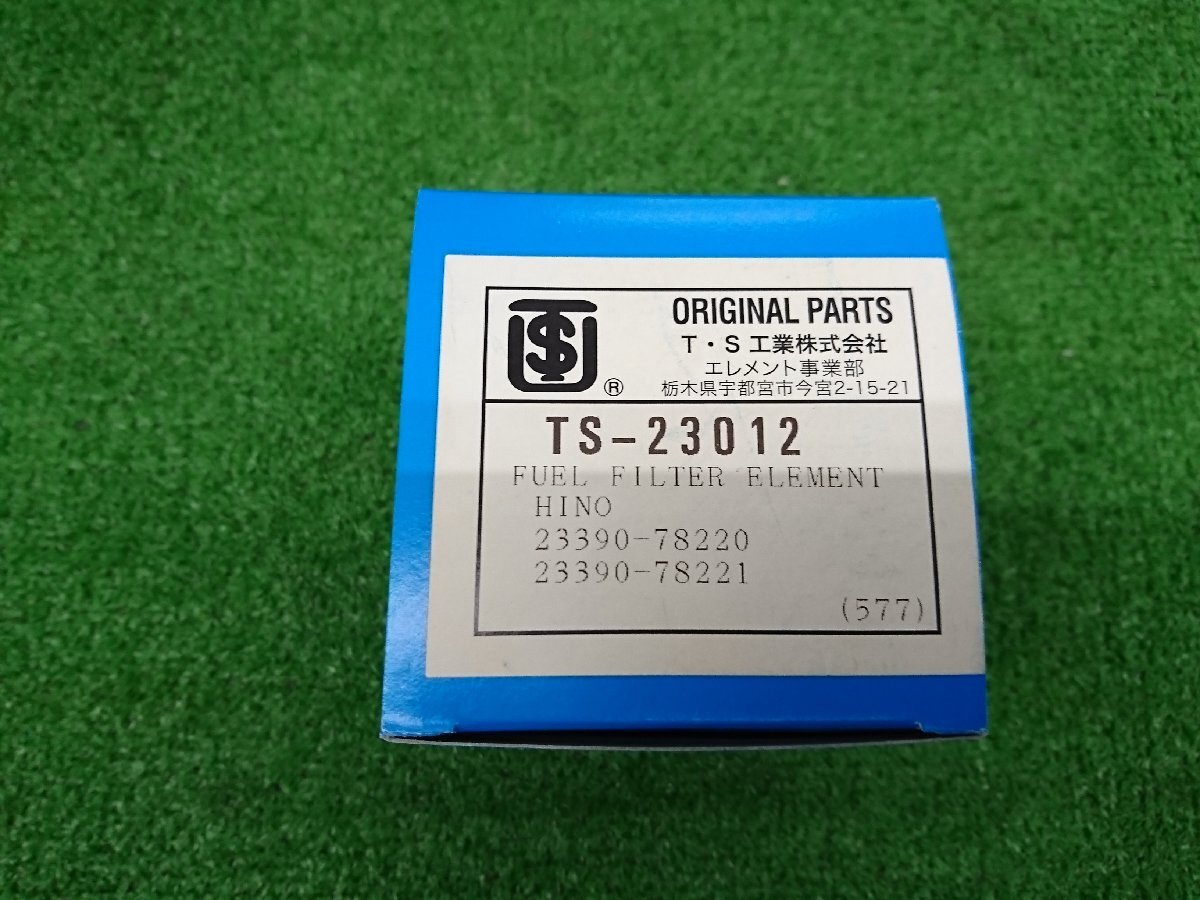 ORIGINAL PARTS
T・S 工業株式会社
エレメント事業部
®
栃木県宇都宮市今宮2-15-21
TS-23012
FUEL FILTER ELEMENT
HINO
23390-78220
23390-78221
(577)